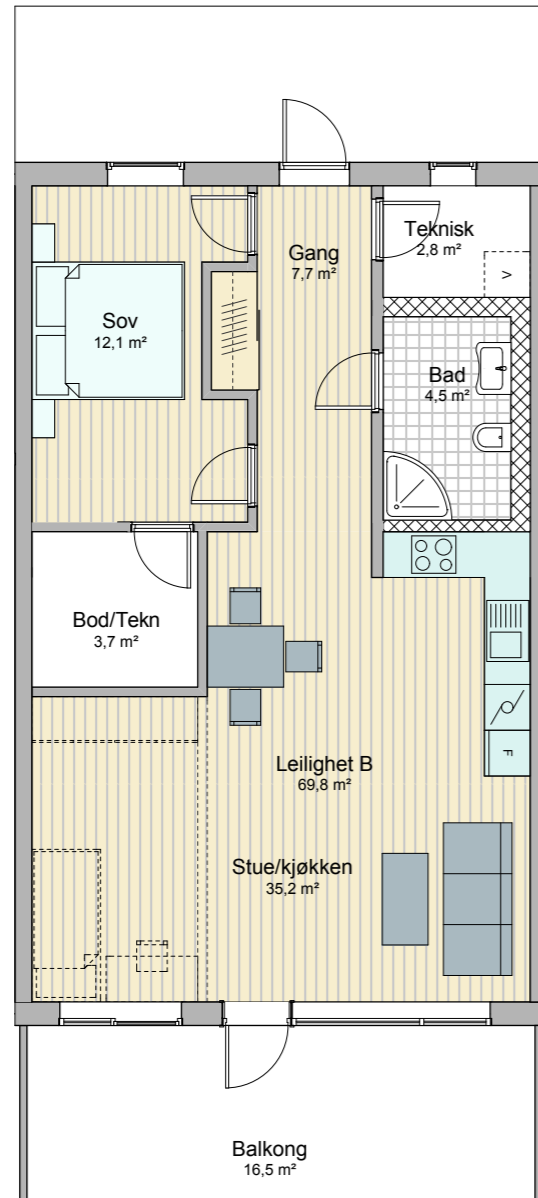 Gang
7,7 m²
Teknisk
2,8 m²
V
Sov
12,1 m²
Bad
4,5 m²
Bod/Tekn
3,7 m²
Leilighet B
69,8 m²
F
Stue/kjøkken
35,2 m²
Balkong
16,5 m²